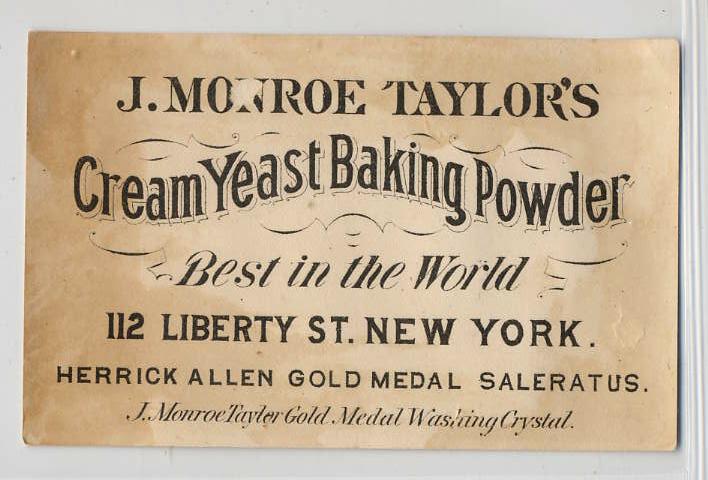 J. MONROE TAYLOR'S
Cream Yeast Baking Powder
Best in the World
112 LIBERTY ST. NEW YORK.
HERRICK ALLEN GOLD MEDAL SALERATUS.
J. Monroe Taylor Gold Medal Washing Crystal.